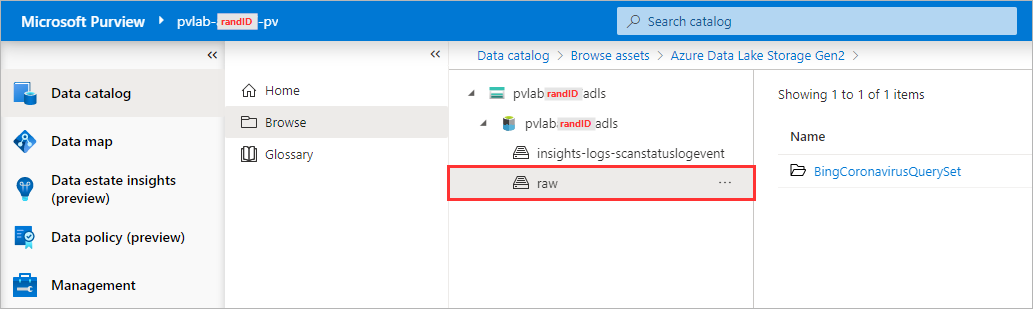 Microsoft Purview ▸ pvlab-randID-pv
Search catalog
«
Data catalog
Data map
Data estate insights
(preview)
Data policy (preview)
Management
«
Home
Browse
Glossary
Data catalog > Browse assets > Azure Data Lake Storage Gen2 >
pvlabrandIDadls
pvlabrandIDadls
insights-logs-scanstatuslogevent
raw ...
Showing 1 to 1 of 1 items
Name
BingCoronavirusQuerySet